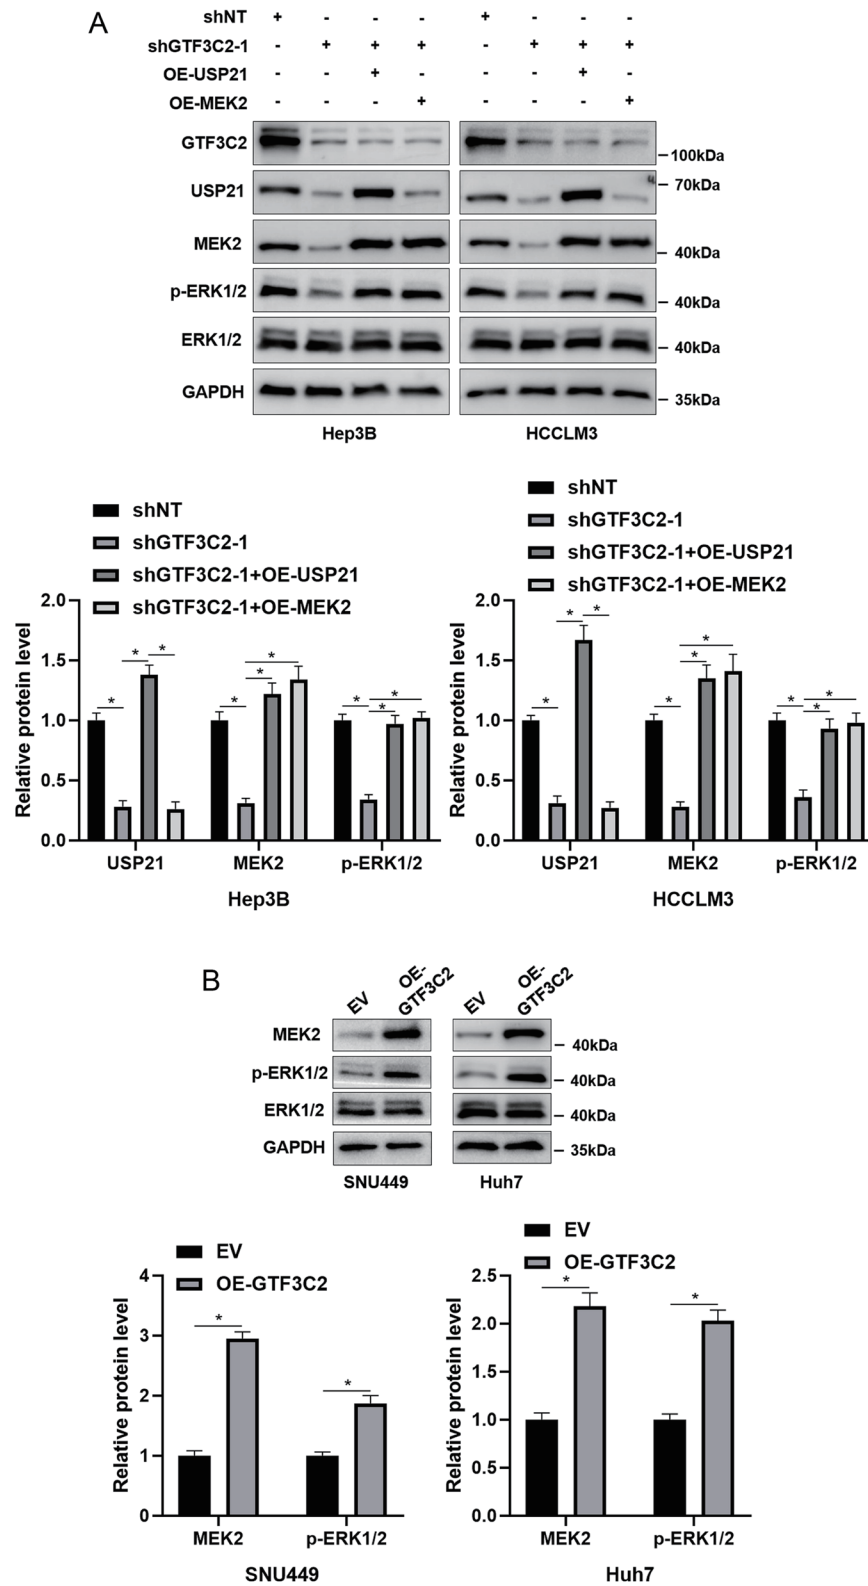 A
shNT + - - - + - - -
shGTF3C2-1 - + + + - + + +
OE-USP21 - - + - - - + -
OE-MEK2 - - - + - - - +
GTF3C2
100kDa
70kDa
USP21
MEK2
40kDa
p-ERK1/2
40kDa
ERK1/2
40kDa
GAPDH
35kDa
Hep3B HCCLM3
shNT
shGTF3C2-1
shGTF3C2-1+OE-USP21
shGTF3C2-1+OE-MEK2
Relative protein level
2.0
1.5
1.0
0.5
0.0
* * * * * * * * *
USP21 MEK2 p-ERK1/2
Hep3B
shNT
shGTF3C2-1
shGTF3C2-1+OE-USP21
shGTF3C2-1+OE-MEK2
Relative protein level
2.0
1.5
1.0
0.5
0.0
* * * * * * * * *
USP21 MEK2 p-ERK1/2
HCCLM3
B
EV OE-GTF3C2 EV OE-GTF3C2
MEK2
40kDa
p-ERK1/2
40kDa
ERK1/2
40kDa
GAPDH
35kDa
SNU449 Huh7
EV
OE-GTF3C2
Relative protein level
4
3
2
1
0
* *
MEK2 p-ERK1/2
SNU449
EV
OE-GTF3C2
Relative protein level
2.5
2.0
1.5
1.0
0.5
0.0
* *
MEK2 p-ERK1/2
Huh7